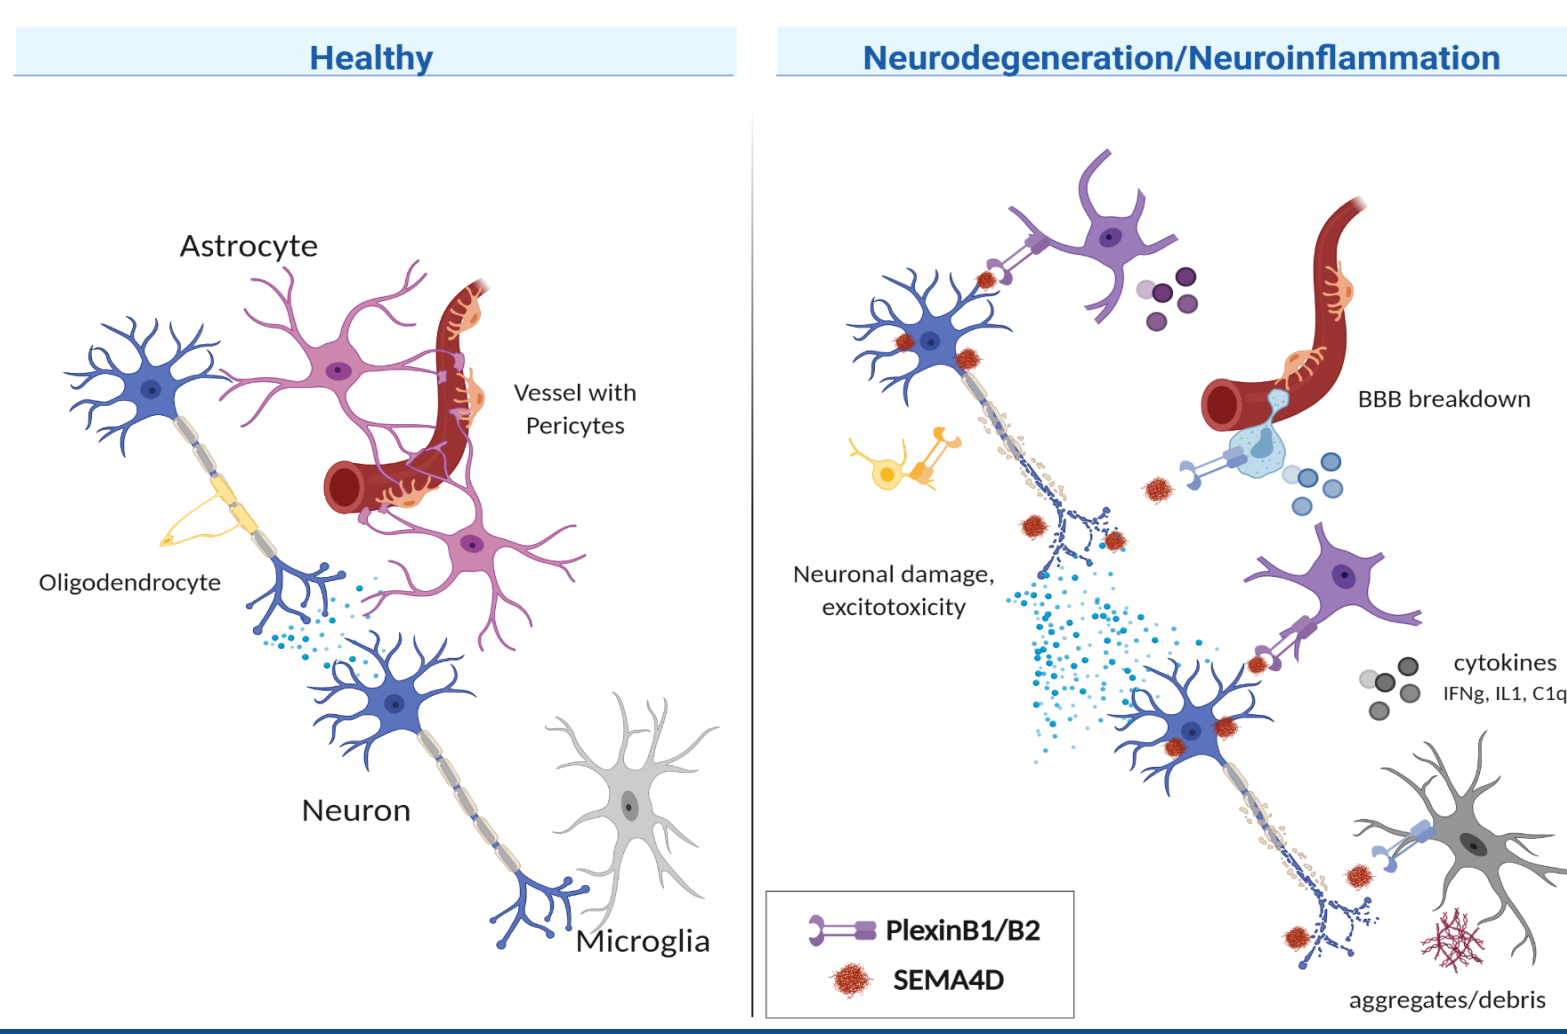 Healthy
Astrocyte
Vessel with
Pericytes
Oligodendrocyte
Neuron
Microglia
Neurodegeneration/Neuroinflammation
BBB breakdown
Neuronal damage,
excitotoxicity
cytokines
IFNg, IL1, C1q
PlexinB1/B2
SEMA4D
aggregates/debris